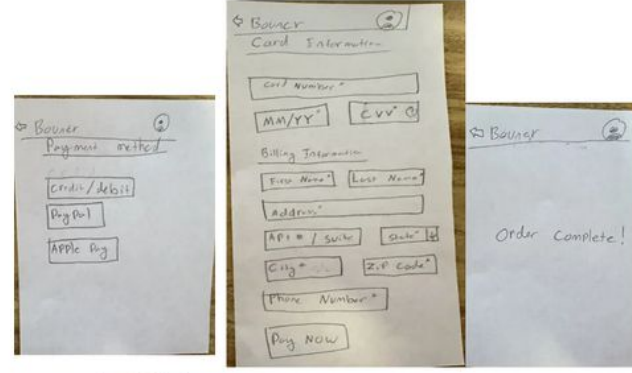 Bouncr
Payment method
credit/debit
PayPal
APPle Pay
Bouncr
Card Information
Card Number*
MM/YY* CVV*
Billing Information
First Name* Last Name*
Address*
APt # / Suite State*
City* Zip Code*
Phone Number*
Pay NOW
Bouncr
Order Complete!